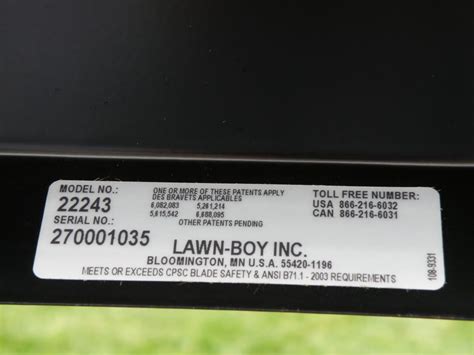 MODEL NO.:
22243
SERIAL NO.:
270001035
ONE OR MORE OF THESE PATENTS APPLY
DES BRAVETS APPLICABLES
6,082,083 5,261,214
5,615,542 6,688,095
OTHER PATENTS PENDING
TOLL FREE NUMBER:
USA 866-216-6032
CAN 866-216-6031
LAWN-BOY INC.
BLOOMINGTON, MN U.S.A. 55420-1196
MEETS OR EXCEEDS CPSC BLADE SAFETY & ANSI B71.1 - 2003 REQUIREMENTS
108-9331